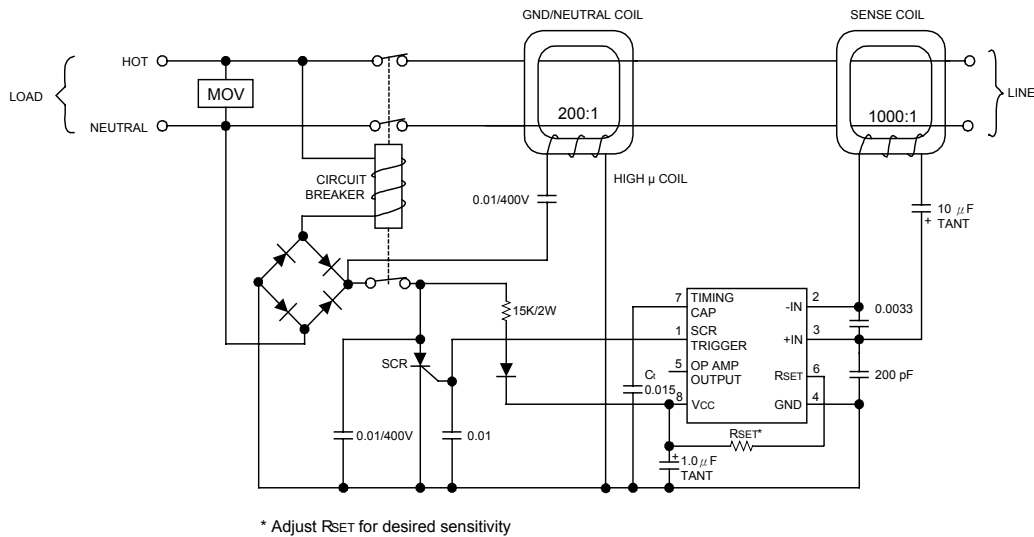 GND/NEUTRAL COIL
SENSE COIL
HOT
LOAD
MOV
NEUTRAL
200:1
1000:1
LINE
HIGH μ COIL
CIRCUIT
BREAKER
0.01/400V
10 μF
+ TANT
15K/2W
7 TIMING
CAP
-IN 2
0.0033
1 SCR
TRIGGER
+IN 3
SCR
5 OP AMP
OUTPUT
RSET 6
200 pF
Ct
0.015
8 VCC
GND 4
RSET*
0.01/400V
0.01
+ 1.0μF
TANT
* Adjust RSET for desired sensitivity